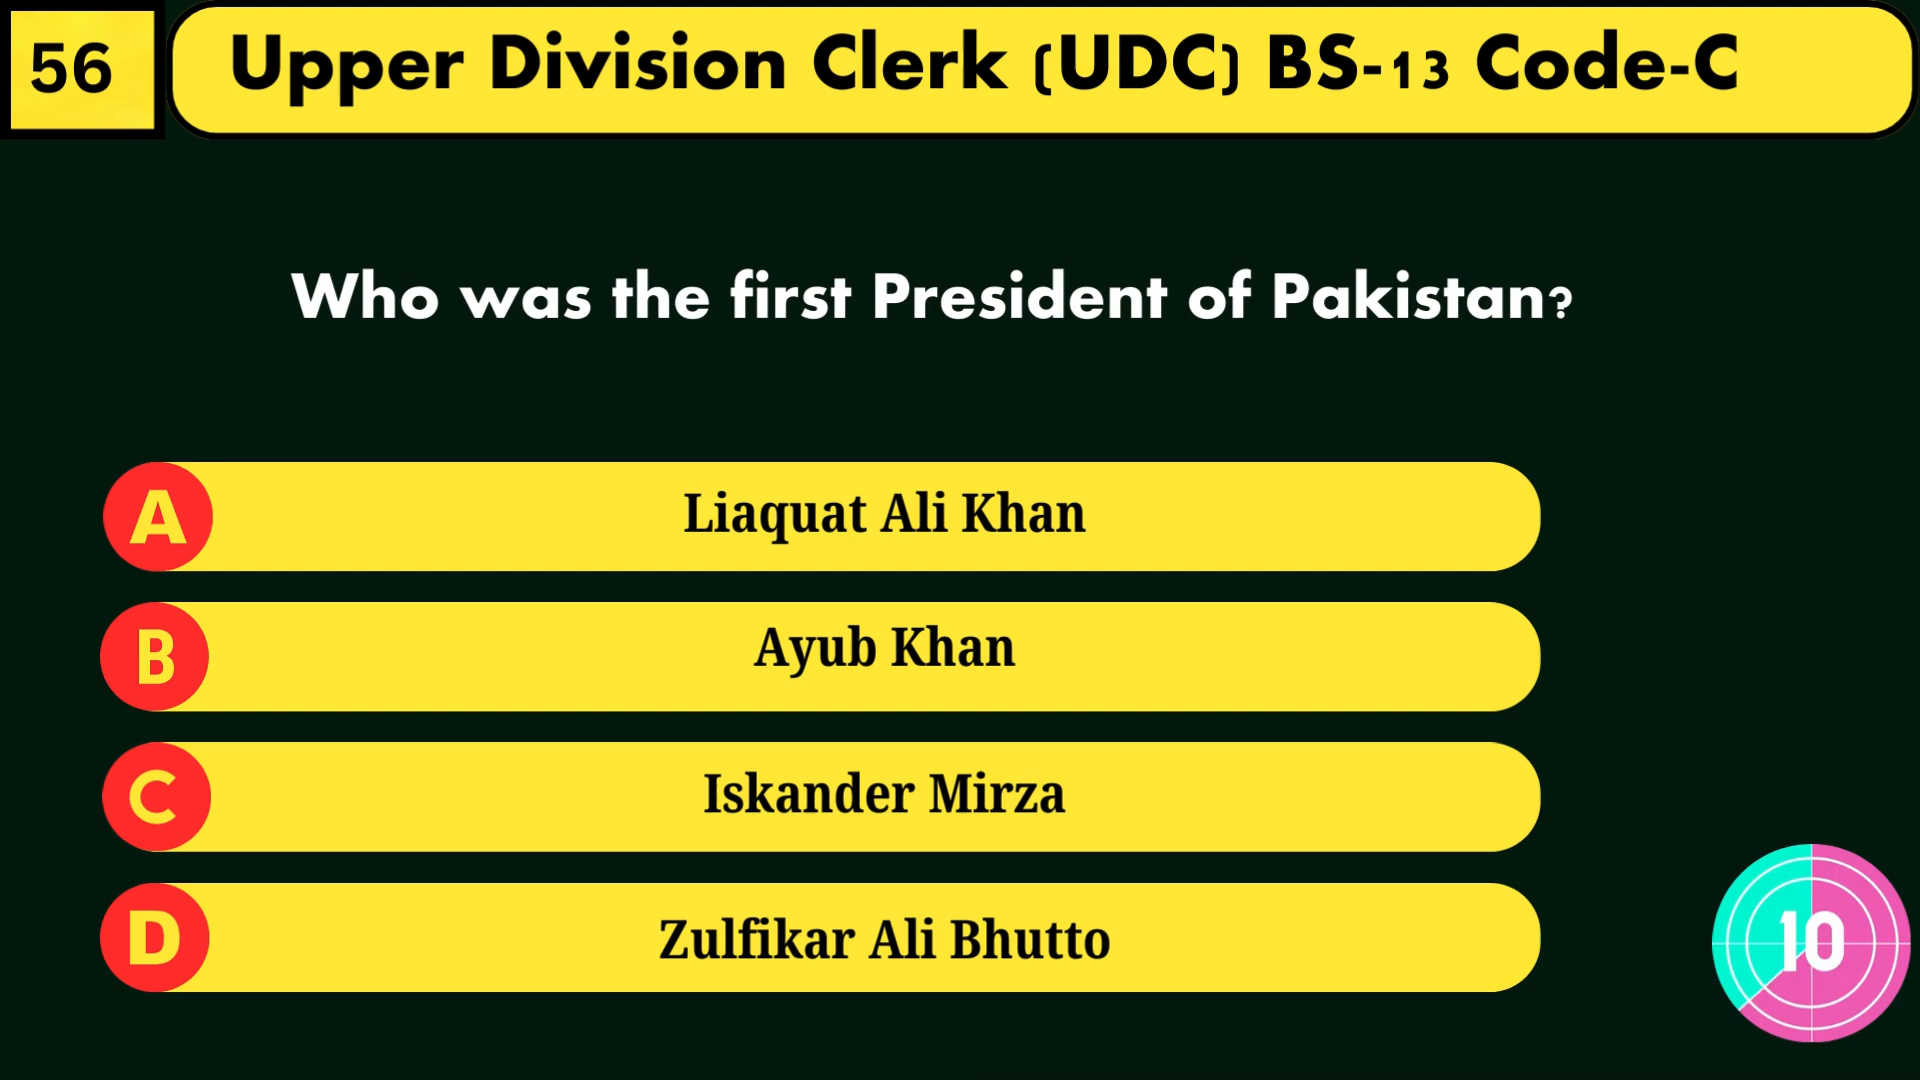 56
Upper Division Clerk (UDC) BS-13 Code-C
Who was the first President of Pakistan?
A Liaquat Ali Khan
B Ayub Khan
C Iskander Mirza
D Zulfikar Ali Bhutto
10